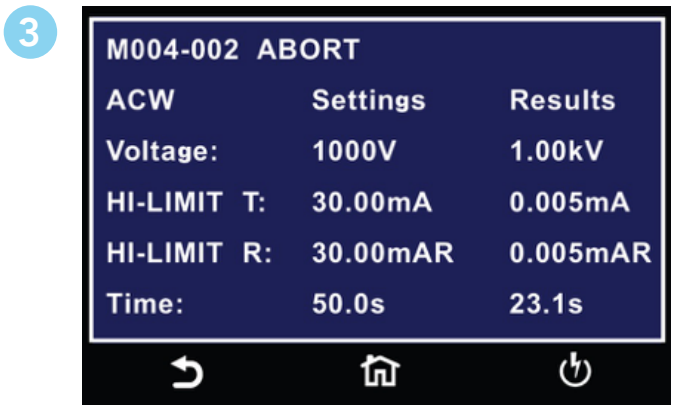 3
M004-002 ABORT
ACW Settings Results
Voltage: 1000V 1.00kV
HI-LIMIT T: 30.00mA 0.005mA
HI-LIMIT R: 30.00mAR 0.005mAR
Time: 50.0s 23.1s